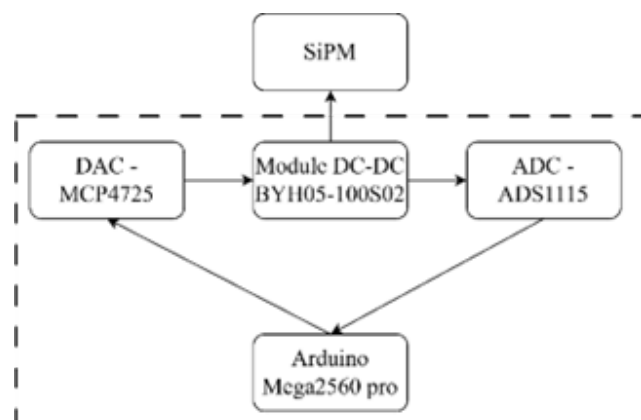 SiPM
DAC -
MCP4725
Module DC-DC
BYH05-100S02
ADC -
ADS1115
Arduino
Mega2560 pro